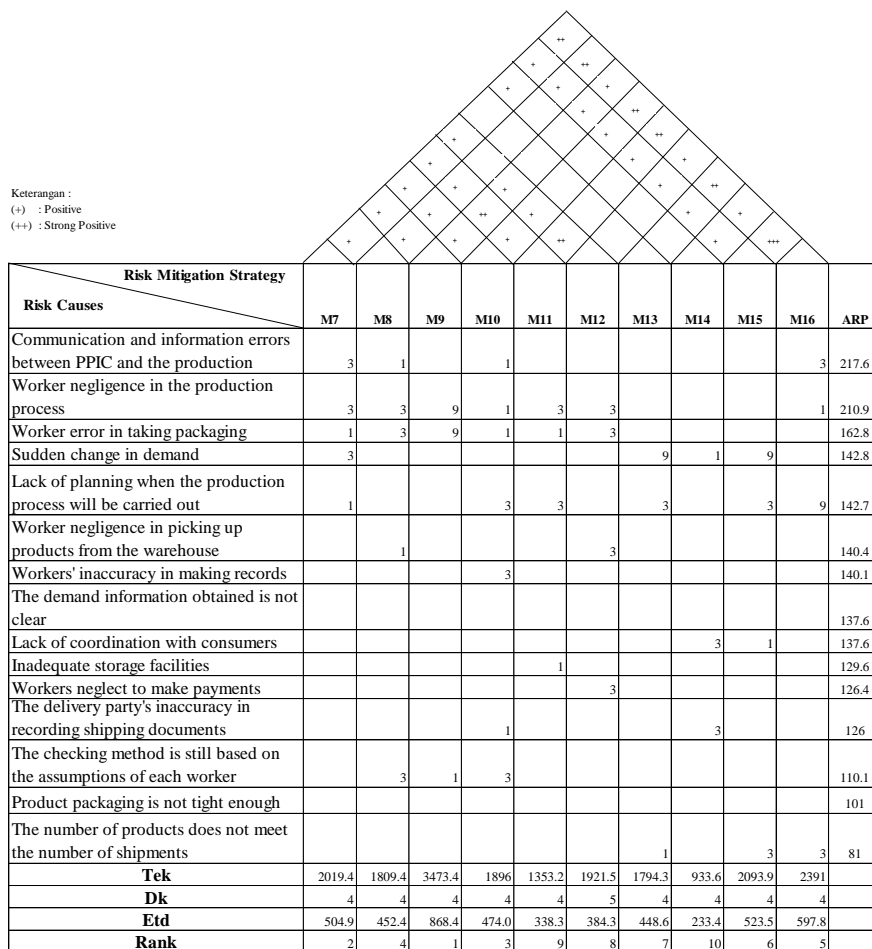 ++
+ ++
+ + +
++
+ + ++
+ + +
+ + + ++
+ + ++ + + +
+ + + + ++ + +++
Keterangan :
(+) : Positive
(++) : Strong Positive
Risk Mitigation Strategy
Risk Causes
M7 M8 M9 M10 M11 M12 M13 M14 M15 M16 ARP
Communication and information errors
between PPIC and the production 3 1 1 3 217.6
Worker negligence in the production
process 3 3 9 1 3 3 1 210.9
Worker error in taking packaging 1 3 9 1 1 3 162.8
Sudden change in demand 3 9 1 9 142.8
Lack of planning when the production
process will be carried out 1 3 3 3 3 9 142.7
Worker negligence in picking up
products from the warehouse 1 3 140.4
Workers' inaccuracy in making records 3 140.1
The demand information obtained is not
clear 137.6
Lack of coordination with consumers 3 1 137.6
Inadequate storage facilities 1 129.6
Workers neglect to make payments 3 126.4
The delivery party's inaccuracy in
recording shipping documents 1 3 126
The checking method is still based on
the assumptions of each worker 3 1 3 110.1
Product packaging is not tight enough 101
The number of products does not meet
the number of shipments 1 3 3 81
Tek 2019.4 1809.4 3473.4 1896 1353.2 1921.5 1794.3 933.6 2093.9 2391
Dk 4 4 4 4 4 5 4 4 4 4
Etd 504.9 452.4 868.4 474.0 338.3 384.3 448.6 233.4 523.5 597.8
Rank 2 4 1 3 9 8 7 10 6 5